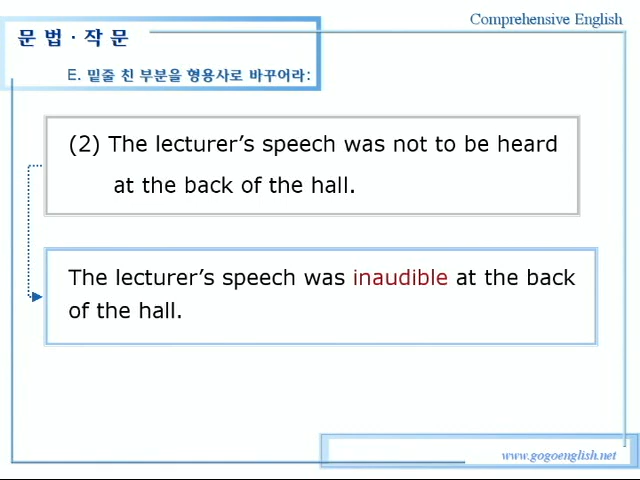 Comprehensive English
문 법 · 작 문
E. 밑줄 친 부분을 형용사로 바꾸어라:
(2) The lecturer’s speech was not to be heard
at the back of the hall.
The lecturer’s speech was inaudible at the back
of the hall.
www.gogoenglish.net